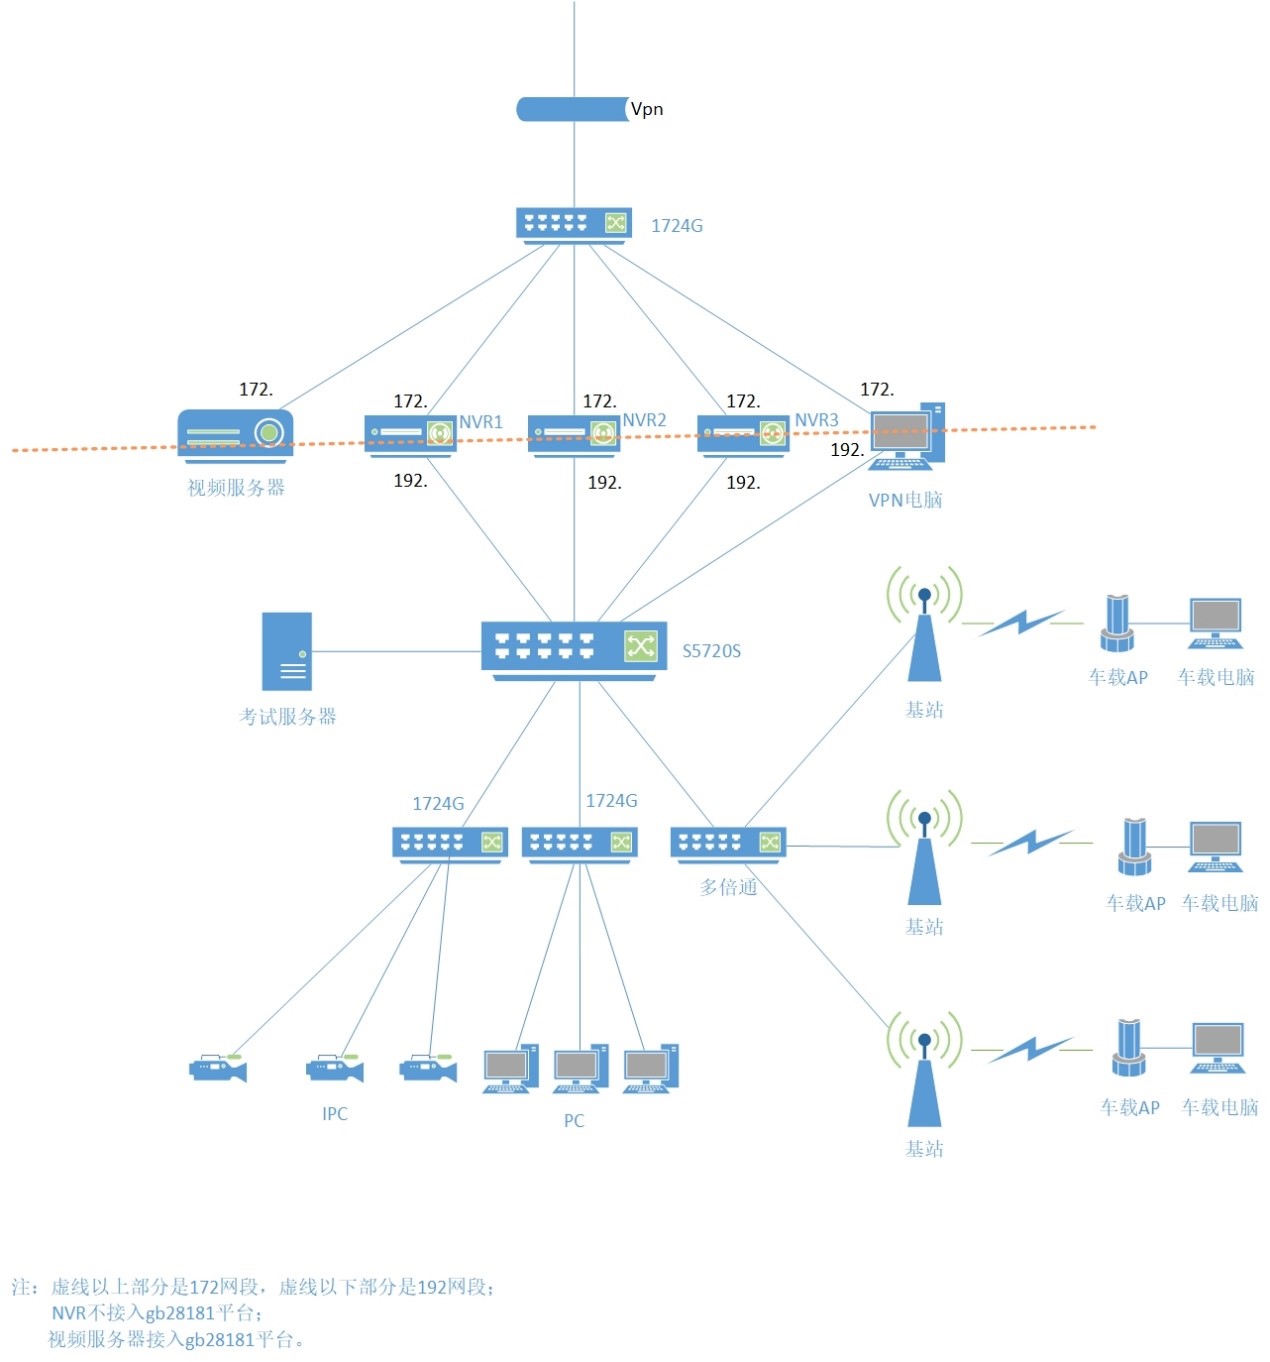 Vpn
1724G
172.
172.
172.
172.
172.
NVR1
NVR2
NVR3
192.
视频服务器
192.
192.
192.
VPN电脑
S5720S
考试服务器
基站
车载AP
车载电脑
1724G
1724G
多倍通
基站
车载AP
车载电脑
IPC
PC
基站
车载AP
车载电脑
注：虚线以上部分是172网段，虚线以下部分是192网段；
NVR不接入gb28181平台；
视频服务器接入gb28181平台。